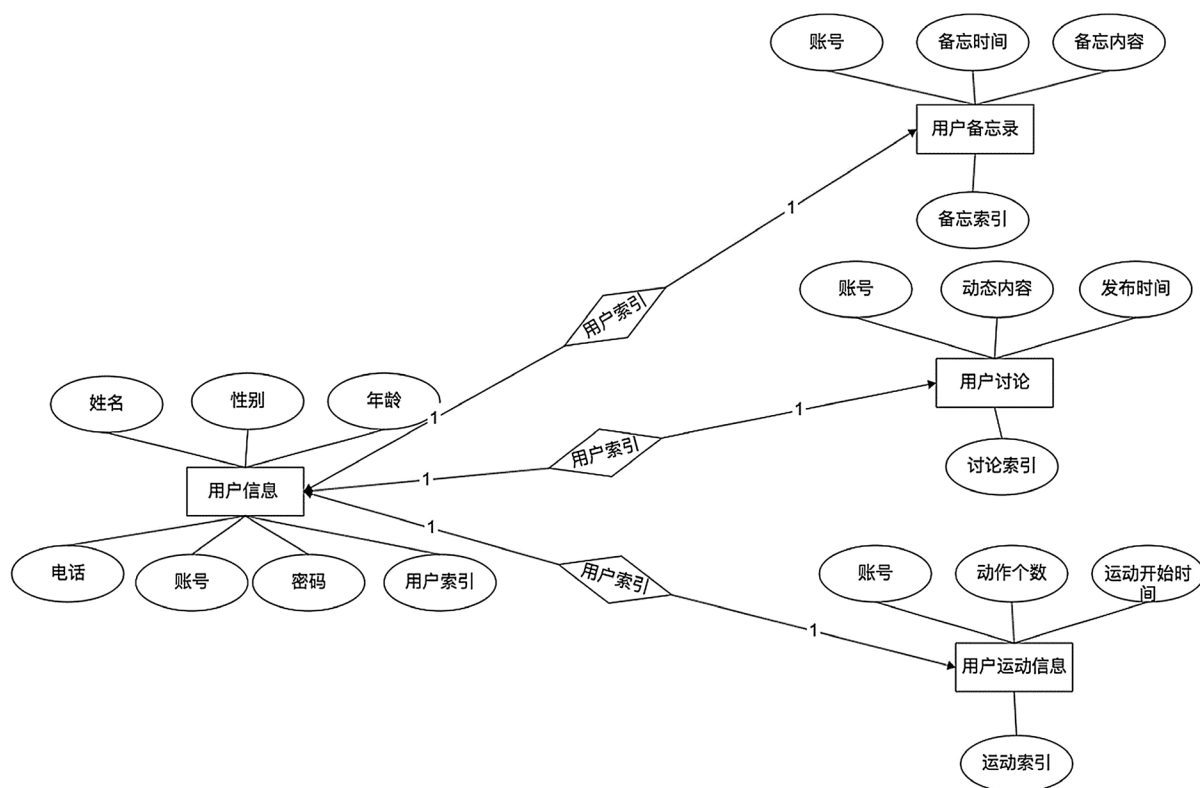 账号
备忘时间
备忘内容
用户备忘录
1
备忘索引
用户索引
账号
动态内容
发布时间
用户讨论
姓名
性别
年龄
1
1
用户索引
讨论索引
用户信息
1
1
电话
账号
密码
用户索引
用户索引
账号
动作个数
运动开始时
间
1
用户运动信息
运动索引